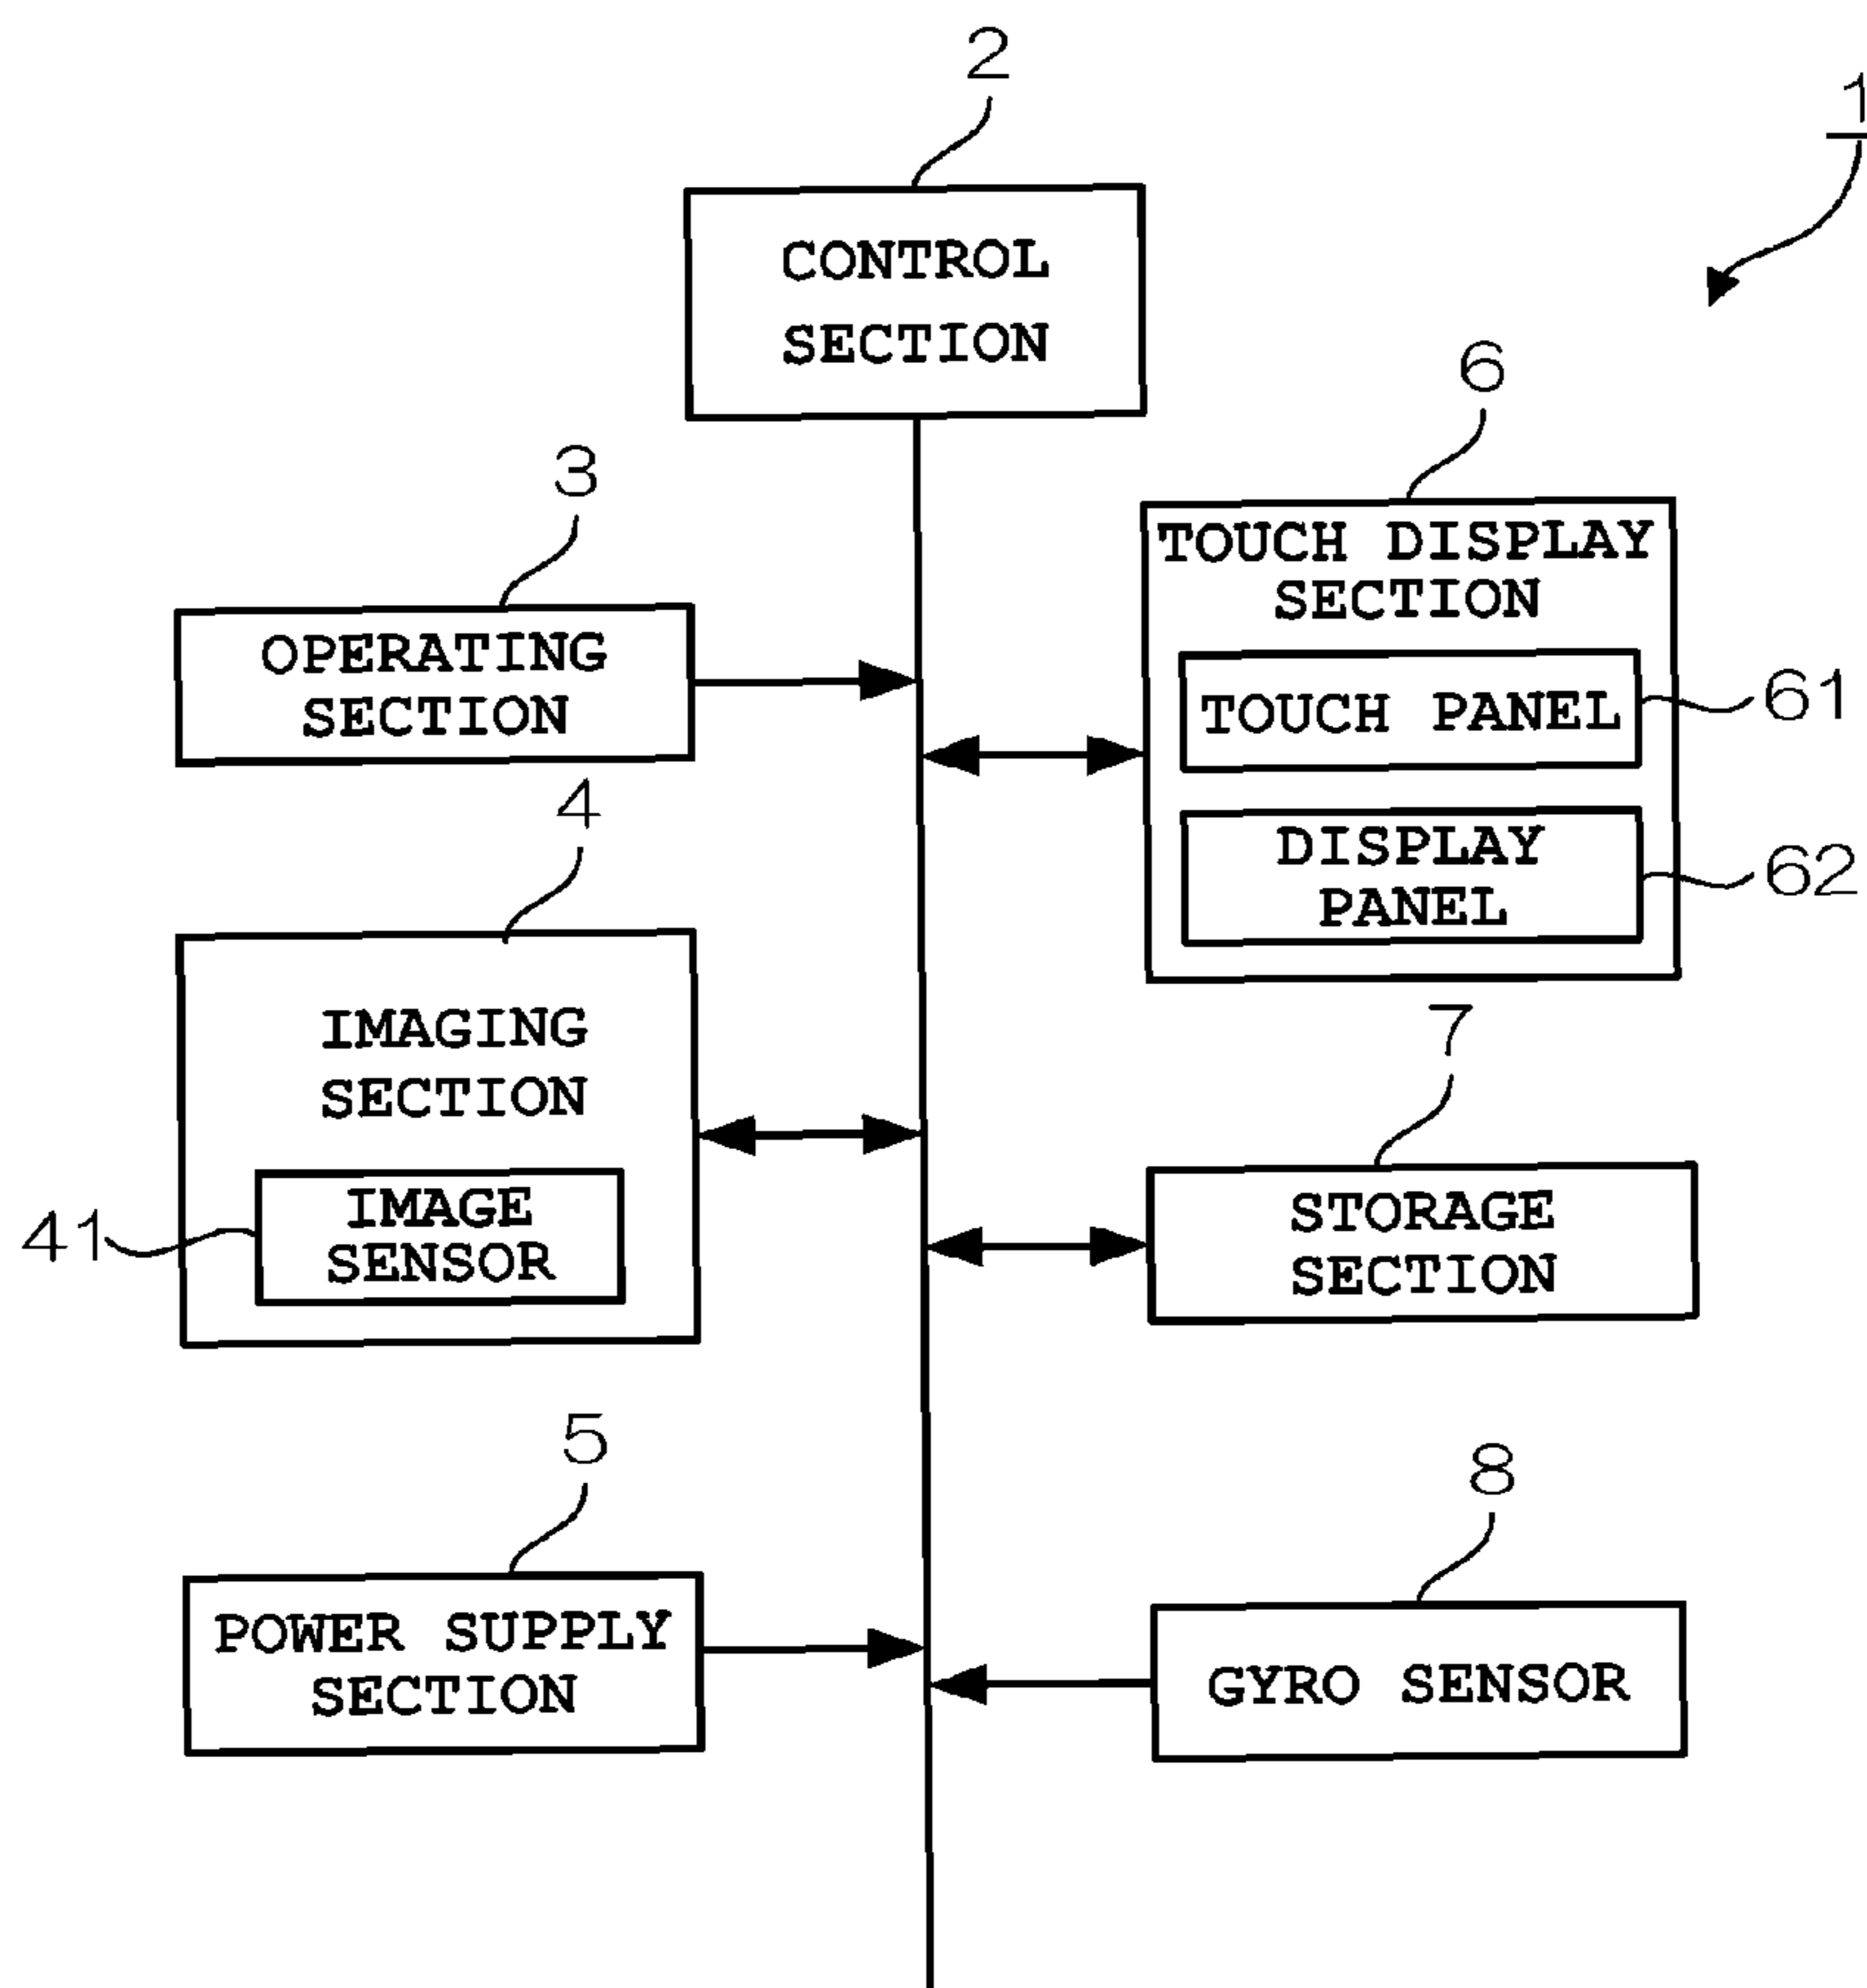 2
1
CONTROL
SECTION
3
OPERATING
SECTION
6
TOUCH DISPLAY
SECTION
TOUCH PANEL
61
DISPLAY
PANEL
62
4
IMAGING
SECTION
IMAGE
SENSOR
41
7
STORAGE
SECTION
5
POWER SUPPLY
SECTION
8
GYRO SENSOR